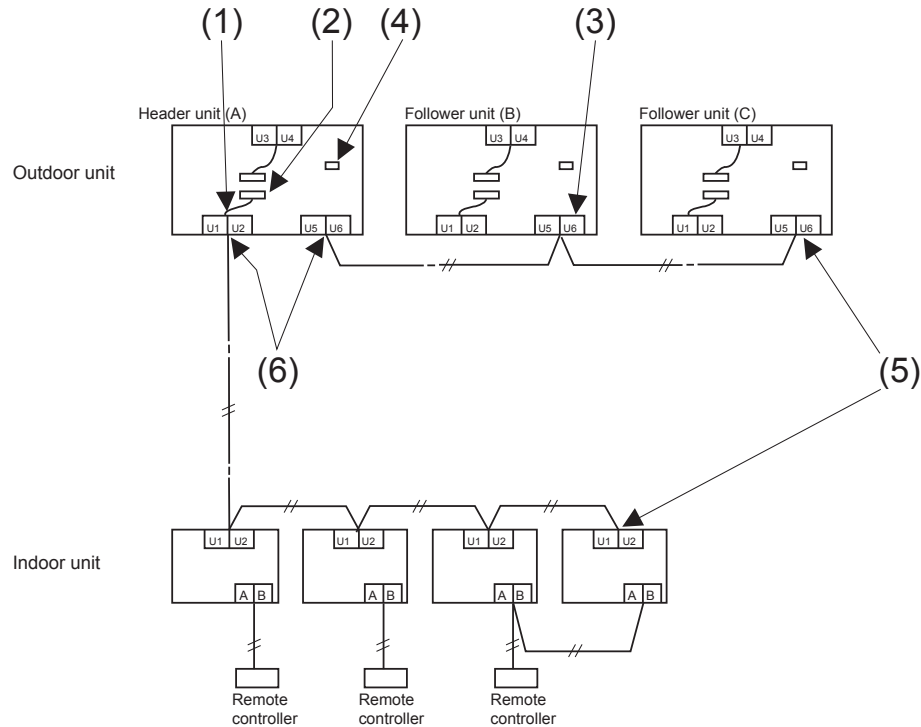 (1) (2) (4) (3)
Header unit (A) Follower unit (B) Follower unit (C)
U3 U4 U3 U4 U3 U4
Outdoor unit
U1 U2 U5 U6 U1 U2 U5 U6 U1 U2 U5 U6
(6) (5)
U1 U2 U1 U2 U1 U2 U1 U2
Indoor unit
A B A B A B A B
Remote controller Remote controller Remote controller